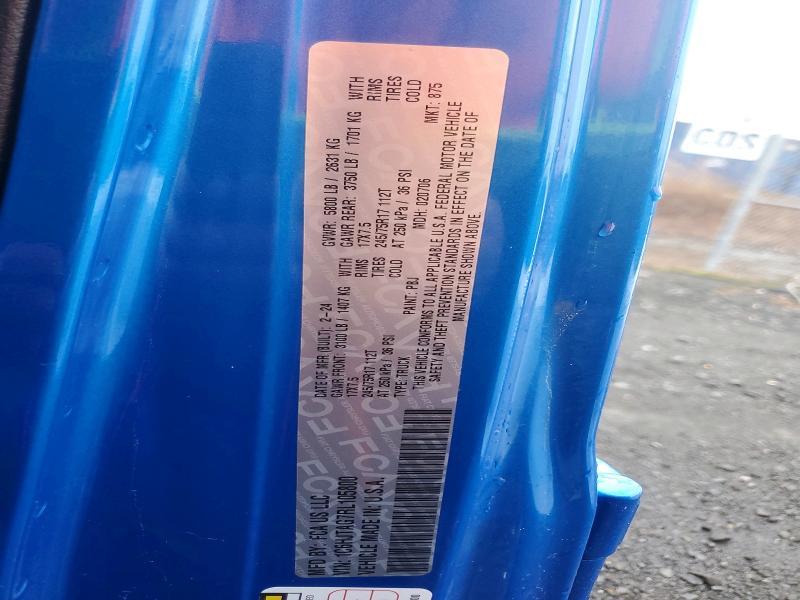 MFD BY: FCA US LLC
DATE OF MFR (BUILT): 2-24
GVWR: 5800 LB / 2631 KG
GAWR FRONT: 3100 LB / 1407 KG WITH
GAWR REAR: 3750 LB / 1701 KG WITH
17X7.5 RIMS
17X7.5 RIMS
245/75R17 112T TIRES
245/75R17 112T TIRES
AT 250 kPa / 36 PSI COLD
AT 250 kPa / 36 PSI COLD
VIN: 1C6HJTAG7RL105800
TYPE: TRUCK
PAINT: PBJ
MDH: 020706
MKT: 875
VEHICLE MADE IN: U.S.A.
THIS VEHICLE CONFORMS TO ALL APPLICABLE U.S.A. FEDERAL MOTOR VEHICLE
SAFETY AND THEFT PREVENTION STANDARDS IN EFFECT ON THE DATE OF
MANUFACTURE SHOWN ABOVE.